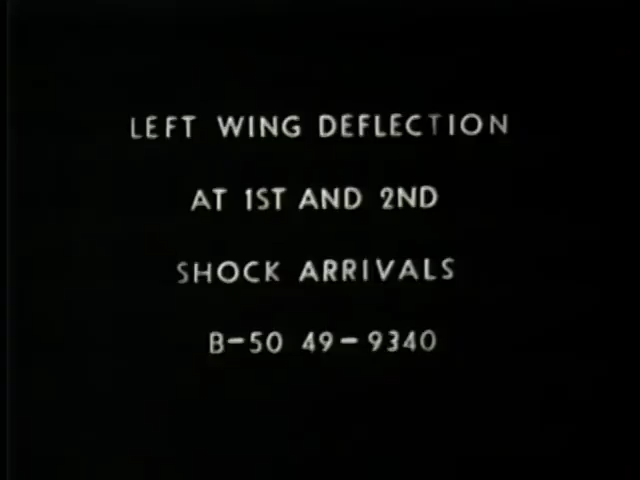 LEFT WING DEFLECTION
AT 1ST AND 2ND
SHOCK ARRIVALS
B-50 49-9340